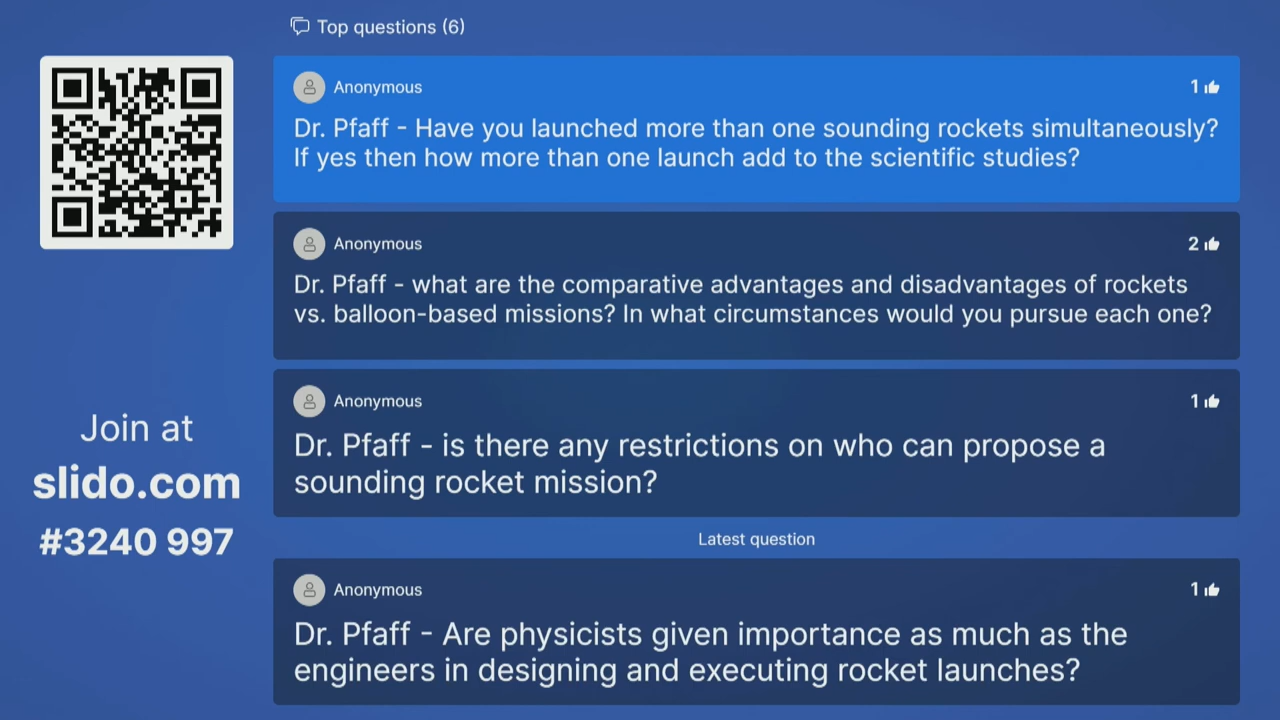 Top questions (6)
Anonymous
1
Dr. Pfaff - Have you launched more than one sounding rockets simultaneously?
If yes then how more than one launch add to the scientific studies?
Anonymous
2
Dr. Pfaff - what are the comparative advantages and disadvantages of rockets
vs. balloon-based missions? In what circumstances would you pursue each one?
Anonymous
1
Dr. Pfaff - is there any restrictions on who can propose a
sounding rocket mission?
Latest question
Anonymous
1
Dr. Pfaff - Are physicists given importance as much as the
engineers in designing and executing rocket launches?
Join at
slido.com
#3240 997